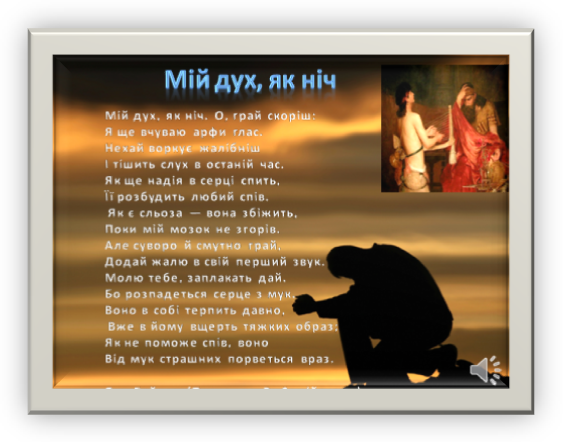 Мій дух, як ніч
Мій дух, як ніч. О, грай скоріш:
Я ще вчуваю арфи глас,
Нехай воркує жалібніш
І тішить слух в останій час.
Як ще надія в серці спить,
Її розбудить любий спів.
Як є сльоза — вона збіжить,
Поки мій мозок не згорів.
Але суворо й смутно грай,
Додай жалю в свій перший звук.
Молю тебе, заплакать дай,
Бо розпадеться серце з мук,
Воно в собі терпить давно,
Вже в йому вщерть тяжких образ;
Як не поможе спів, воно
Від мук страшних порветься враз.